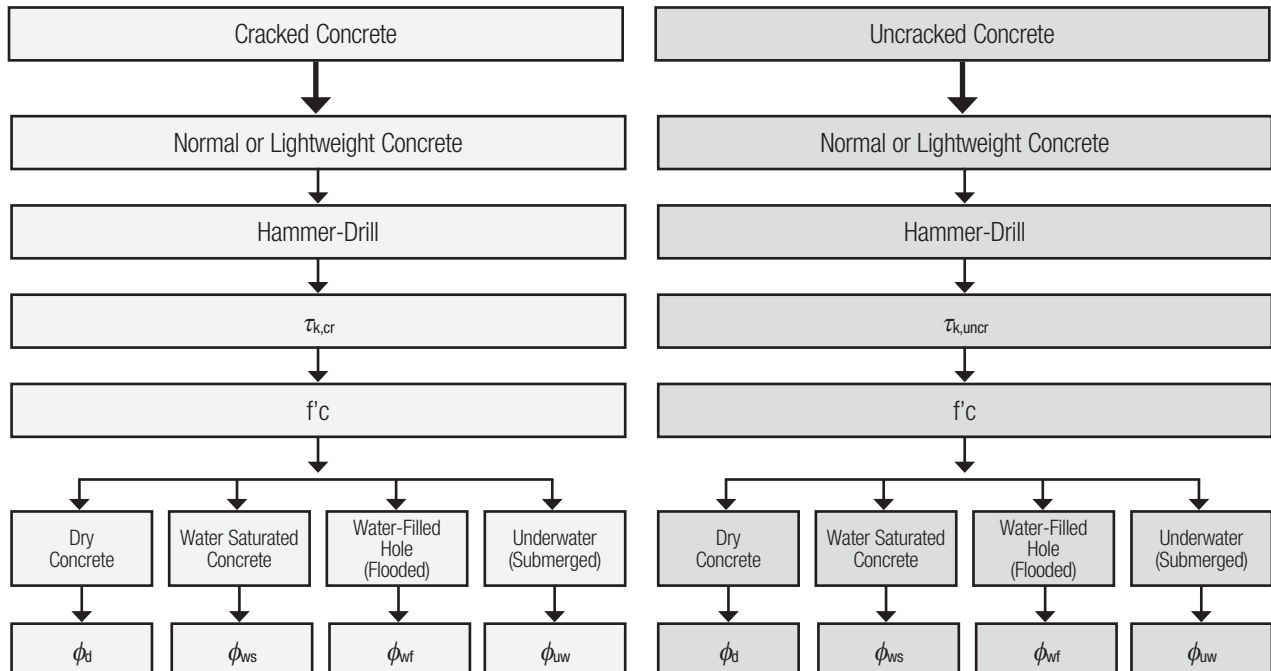 Cracked Concrete
Normal or Lightweight Concrete
Hammer-Drill
τk,cr
f'c
Dry
Concrete
Water Saturated
Concrete
Water-Filled
Hole
(Flooded)
Underwater
(Submerged)
ϕd
ϕws
ϕwf
ϕuw
Uncracked Concrete
Normal or Lightweight Concrete
Hammer-Drill
τk,uncr
f'c
Dry
Concrete
Water Saturated
Concrete
Water-Filled
Hole
(Flooded)
Underwater
(Submerged)
ϕd
ϕws
ϕwf
ϕuw